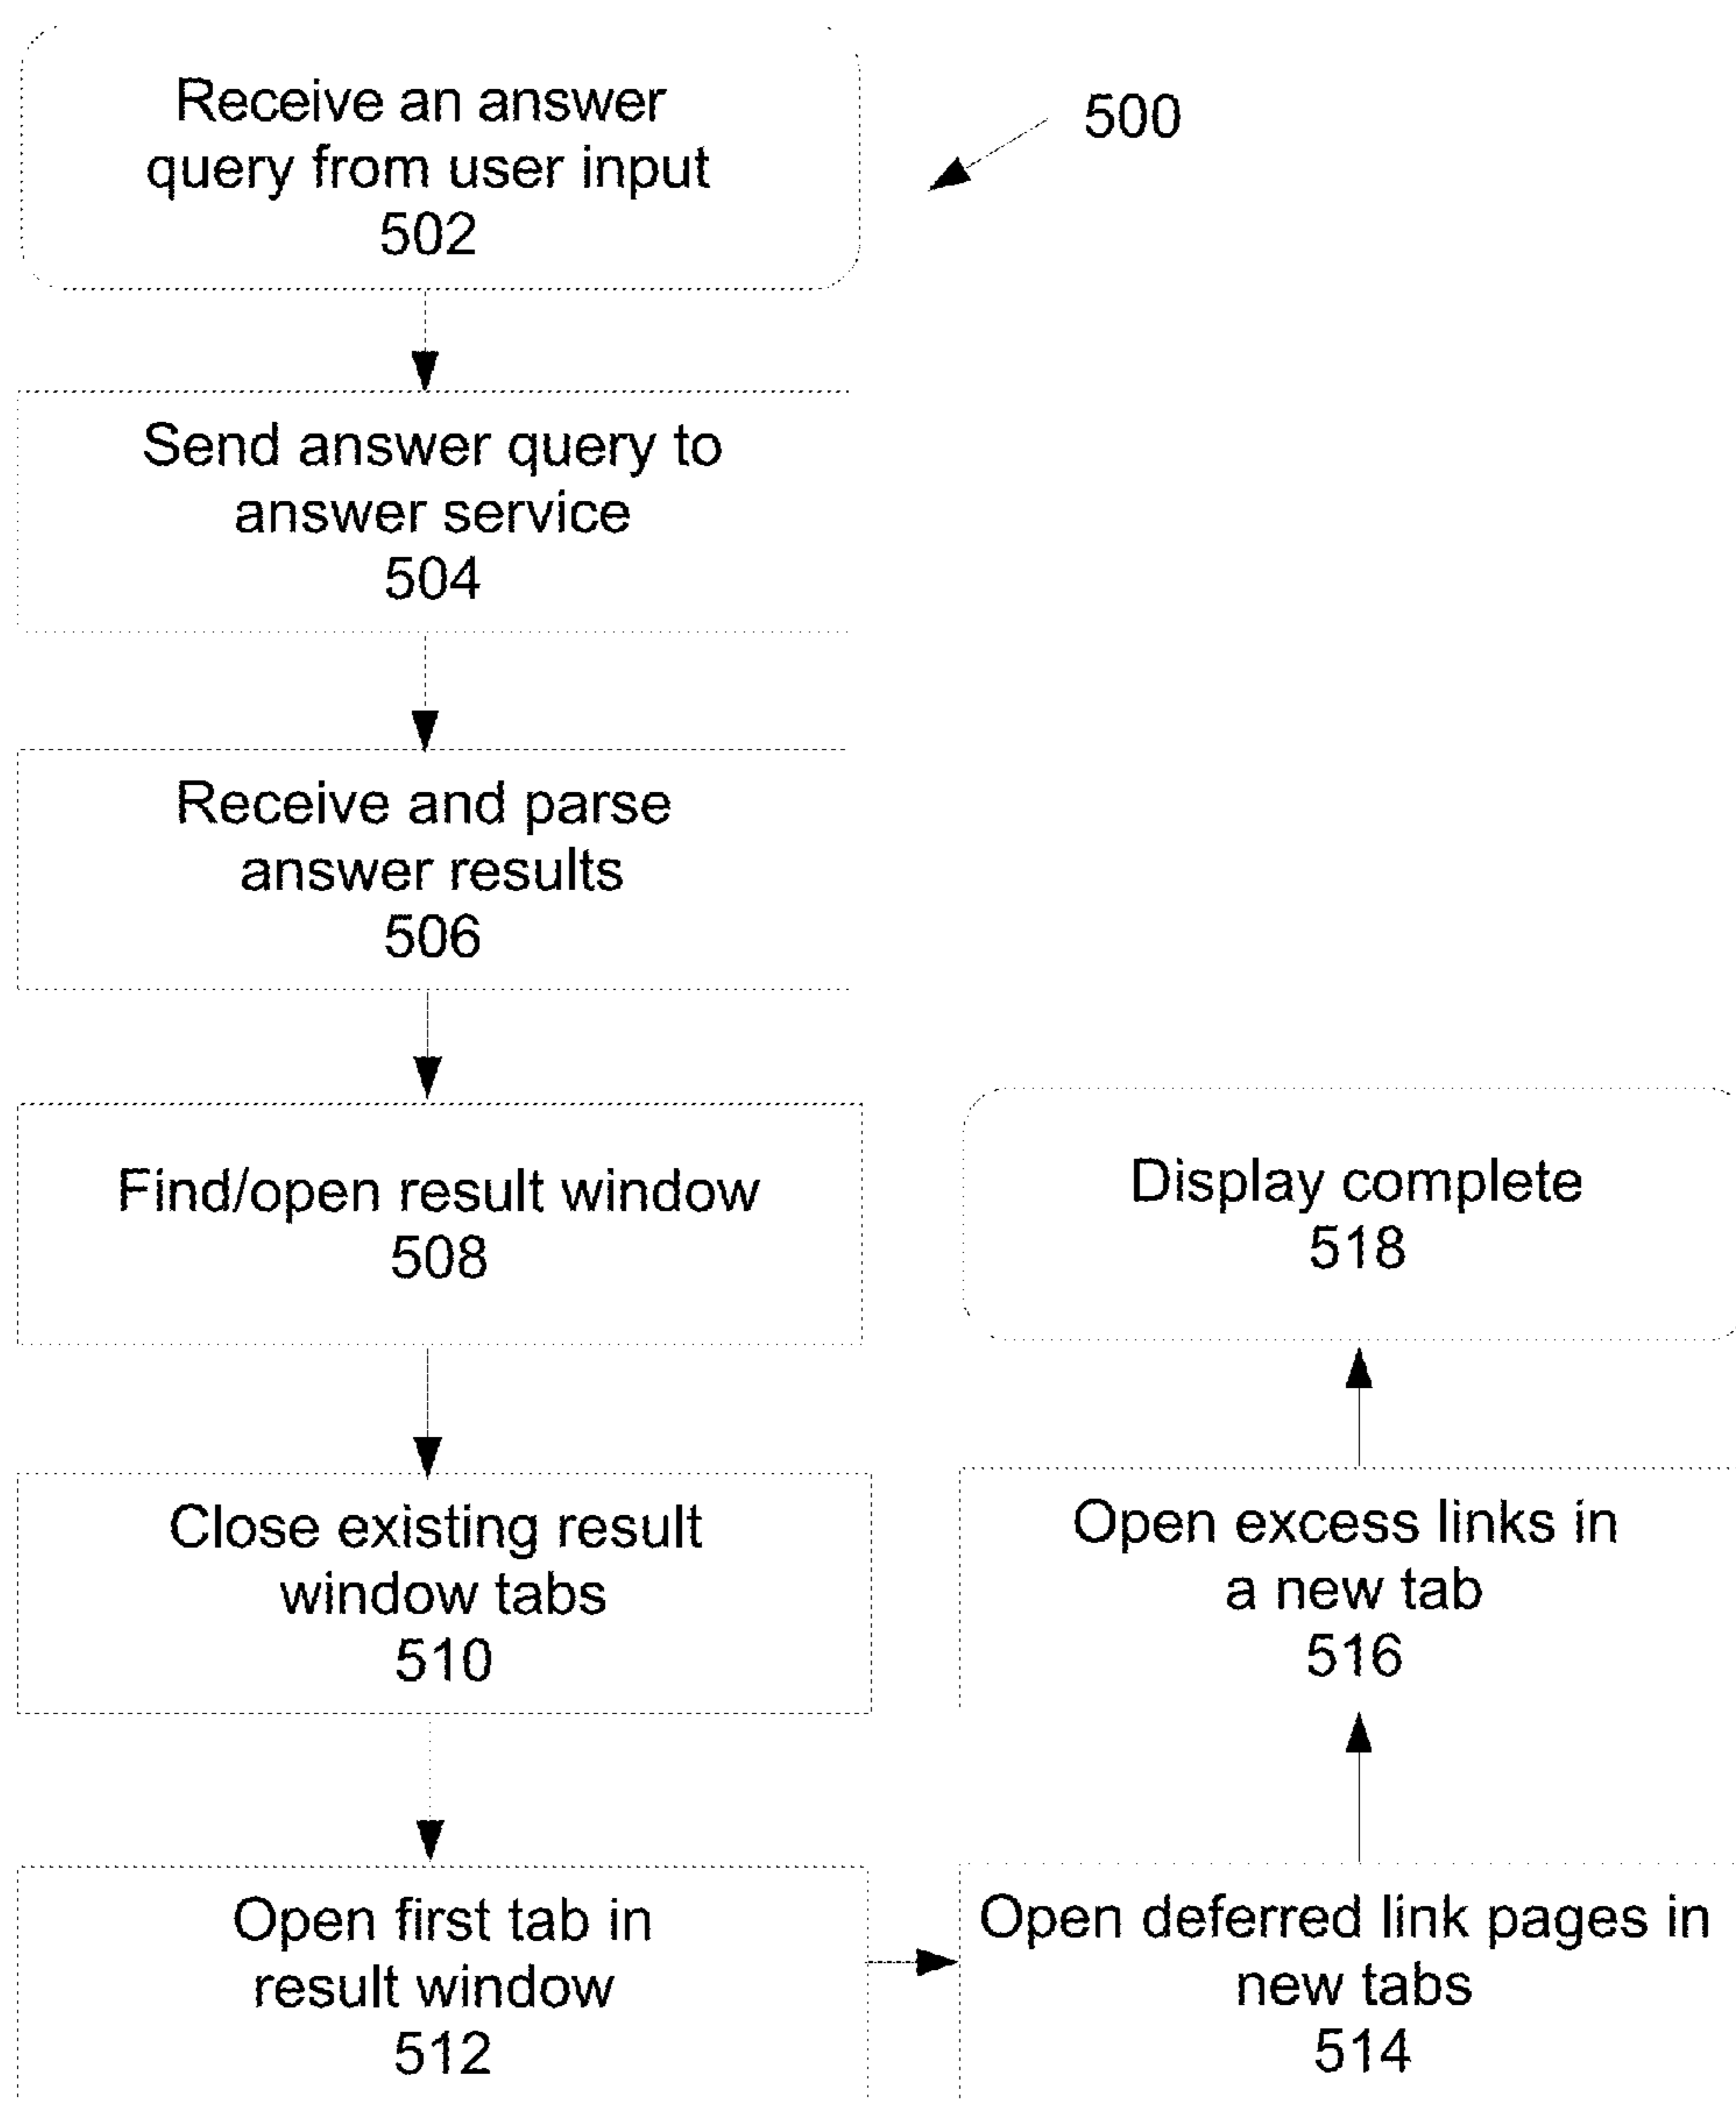 Receive an answer
query from user input
502
500
Send answer query to
answer service
504
Receive and parse
answer results
506
Find/open result window
508
Close existing result
window tabs
510
Open first tab in
result window
512
Open deferred link pages in
new tabs
514
Open excess links in
a new tab
516
Display complete
518